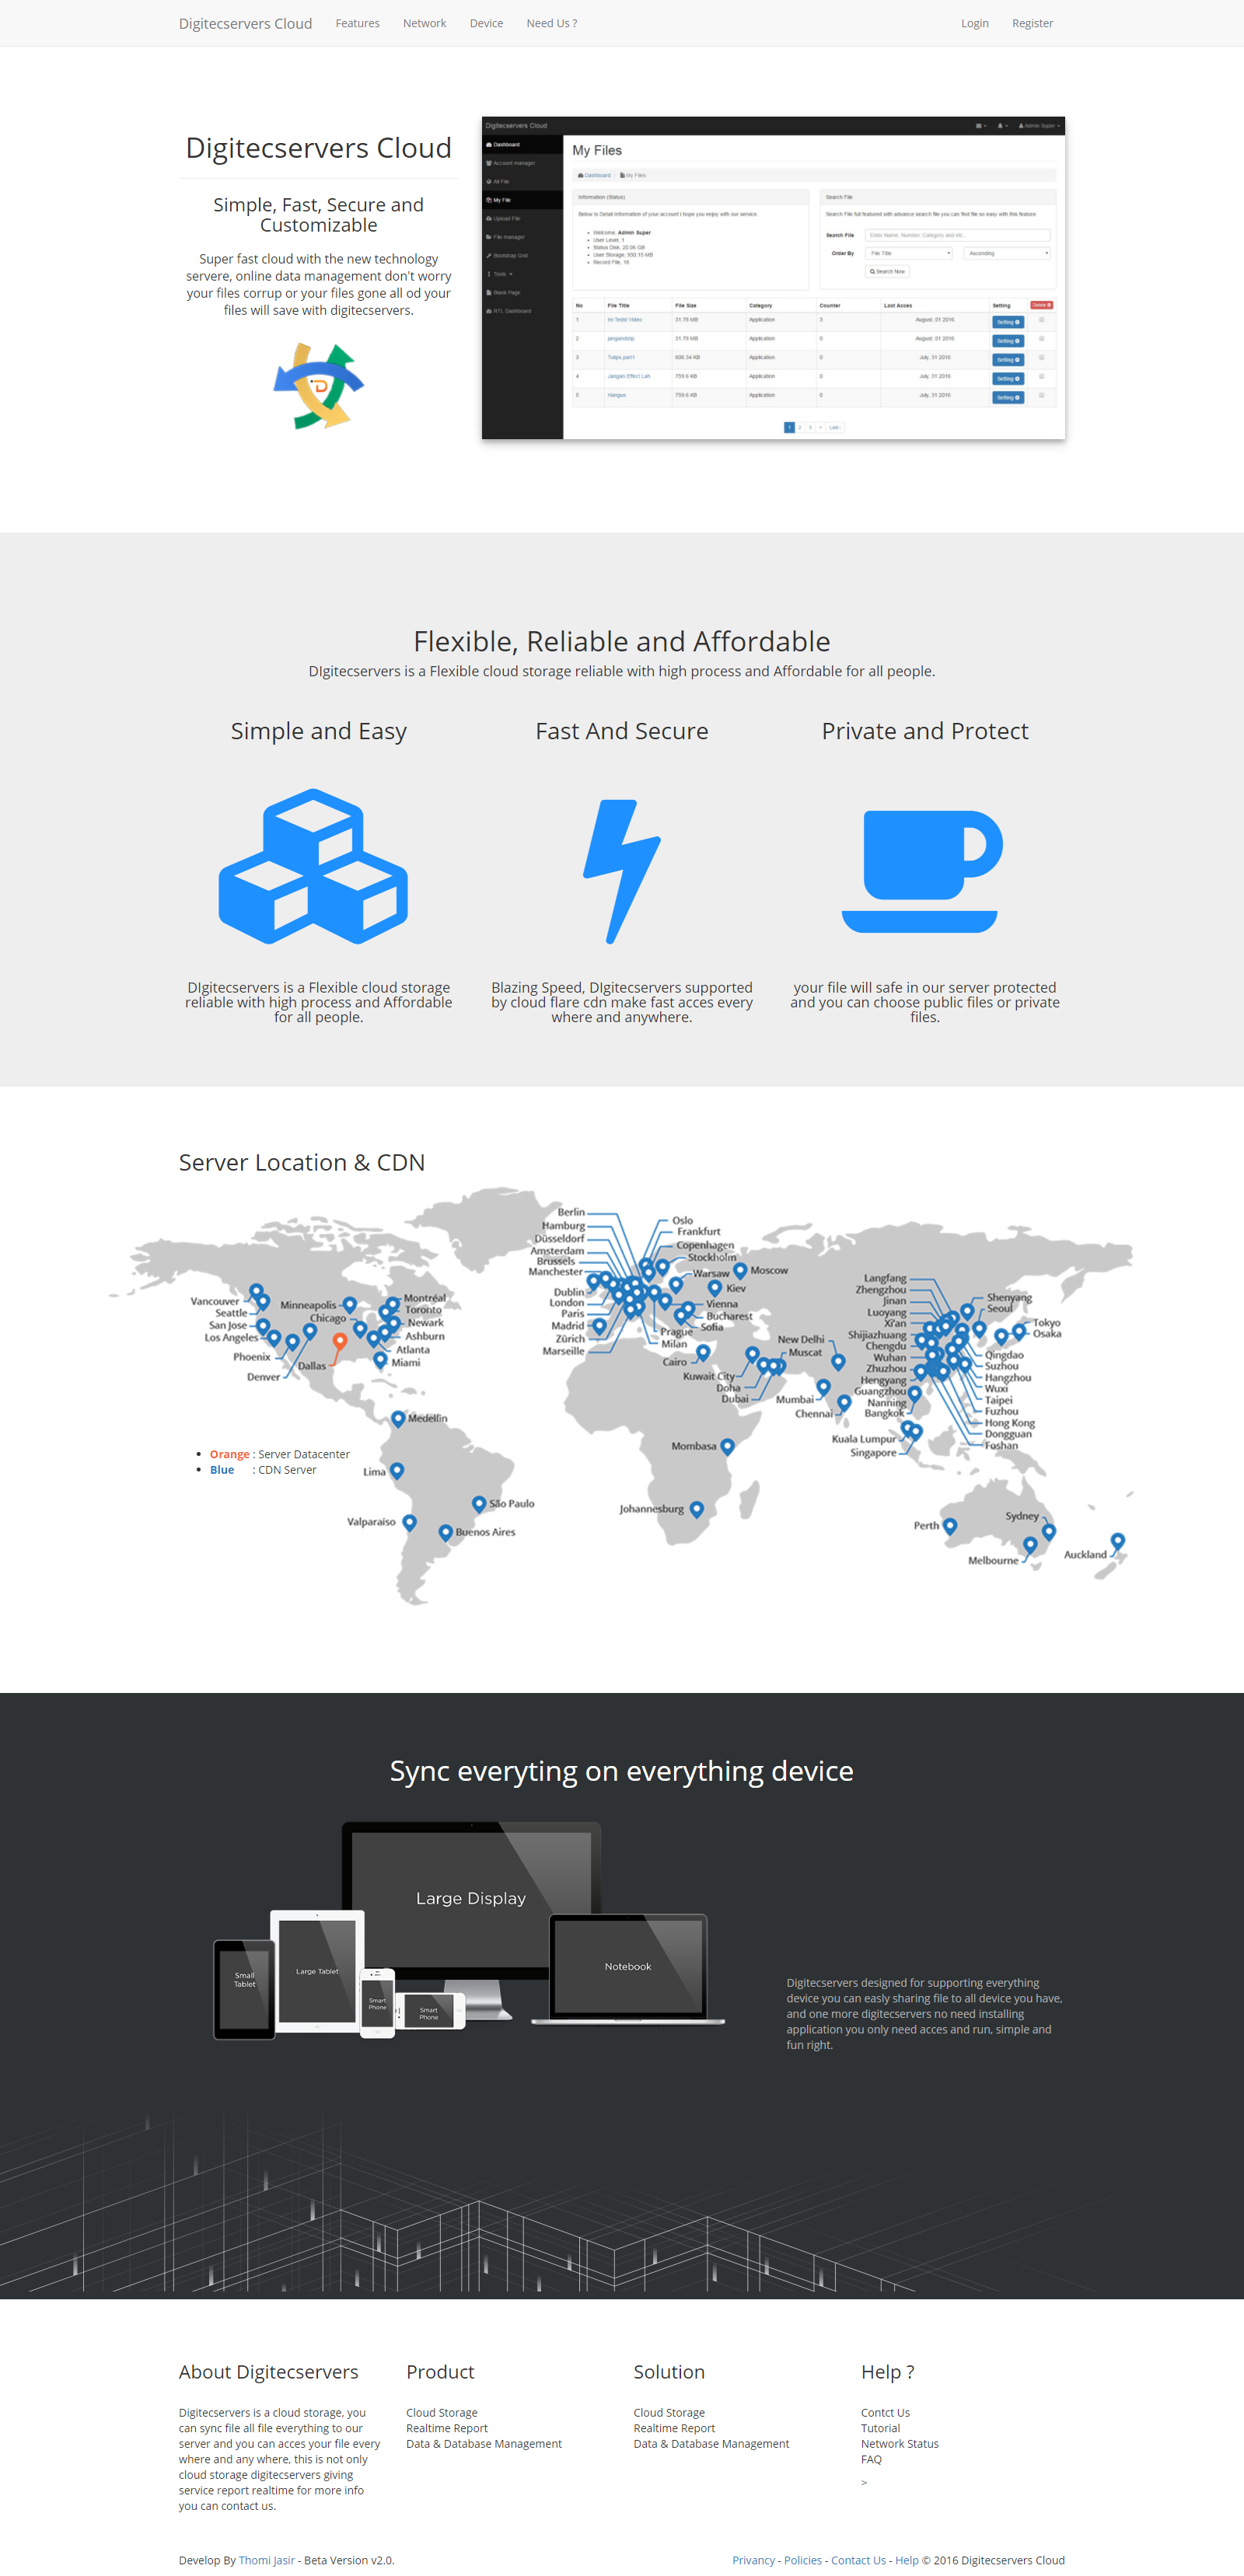 Digitecservers Cloud Features Network Device Need Us ? Login Register
Digitecservers Cloud
Simple, Fast, Secure and
Customizable
Super fast cloud with the new technology
servere, online data management don't worry
your files corrup or your files gone all od your
files will save with digitecservers.
D
Digitecservers Cloud Admin Super
Dashboard
Account manager
All File
My File
Upload File
File manager
Bootstrap Grid
Tools
Blank Page
RTL Dashboard
My Files
Dashboard / My Files
Information (Status)
Below is Detail Information of your account I hope you enjoy with our service.
Welcome, Admin Super
User Level, 1
Status Disk, 25.06 GB
User Storage, 930.15 MB
Record File, 16
Search File
Search File full featured with advance search file you can find file so easy with this feature.
Search File Enter Name, Number, Category and etc..
Order By File Title Ascending
Search Now
No File Title File Size Category Counter Last Acces Setting Delete
1 Ini Tedst Video 31.78 MB Application 3 August, 01 2016 Setting
2 jangandizip 31.78 MB Application 0 August, 01 2016 Setting
3 Tulips.part1 606.34 KB Application 0 July, 31 2016 Setting
4 Jangan Effect Lah 759.6 KB Application 0 July, 31 2016 Setting
5 Hangus 759.6 KB Application 0 July, 31 2016 Setting
1 2 3 > Last ›
Flexible, Reliable and Affordable
DIgitecservers is a Flexible cloud storage reliable with high process and Affordable for all people.
Simple and Easy
Fast And Secure
Private and Protect
DIgitecservers is a Flexible cloud storage
reliable with high process and Affordable
for all people.
Blazing Speed, DIgitecservers supported
by cloud flare cdn make fast acces every
where and anywhere.
your file will safe in our server protected
and you can choose public files or private
files.
Server Location & CDN
Vancouver
Seattle
San Jose
Los Angeles
Phoenix
Denver
Minneapolis
Chicago
Dallas
Montréal
Toronto
Newark
Ashburn
Atlanta
Miami
Medellín
Lima
São Paulo
Valparaíso
Buenos Aires
Berlin
Hamburg
Düsseldorf
Amsterdam
Brussels
Manchester
Dublin
London
Paris
Madrid
Zürich
Marseille
Oslo
Frankfurt
Copenhagen
Stockholm
Warsaw
Moscow
Kiev
Vienna
Bucharest
Sofia
Prague
Milan
Cairo
Kuwait City
Doha
Dubai
Muscat
New Delhi
Mumbai
Chennai
Mombasa
Johannesburg
Langfang
Zhengzhou
Jinan
Luoyang
Xi'an
Shijiazhuang
Chengdu
Wuhan
Zhuzhou
Hengyang
Guangzhou
Nanning
Bangkok
Kuala Lumpur
Singapore
Shenyang
Seoul
Tokyo
Osaka
Qingdao
Suzhou
Hangzhou
Wuxi
Taipei
Fuzhou
Hong Kong
Dongguan
Foshan
Perth
Sydney
Melbourne
Auckland
Orange : Server Datacenter
Blue : CDN Server
Sync everyting on everything device
Large Display
Small
Tablet
Large Tablet
Smart
Phone
Smart
Phone
Notebook
Digitecservers designed for supporting everything
device you can easly sharing file to all device you have,
and one more digitecservers no need installing
application you only need acces and run, simple and
fun right.
About Digitecservers
Digitecservers is a cloud storage, you
can sync file all file everything to our
server and you can acces your file every
where and any where, this is not only
cloud storage digitecservers giving
service report realtime for more info
you can contact us.
Product
Cloud Storage
Realtime Report
Data & Database Management
Solution
Cloud Storage
Realtime Report
Data & Database Management
Help ?
Contct Us
Tutorial
Network Status
FAQ
>
Develop By Thomi Jasir - Beta Version v2.0.
Privancy - Policies - Contact Us - Help © 2016 Digitecservers Cloud